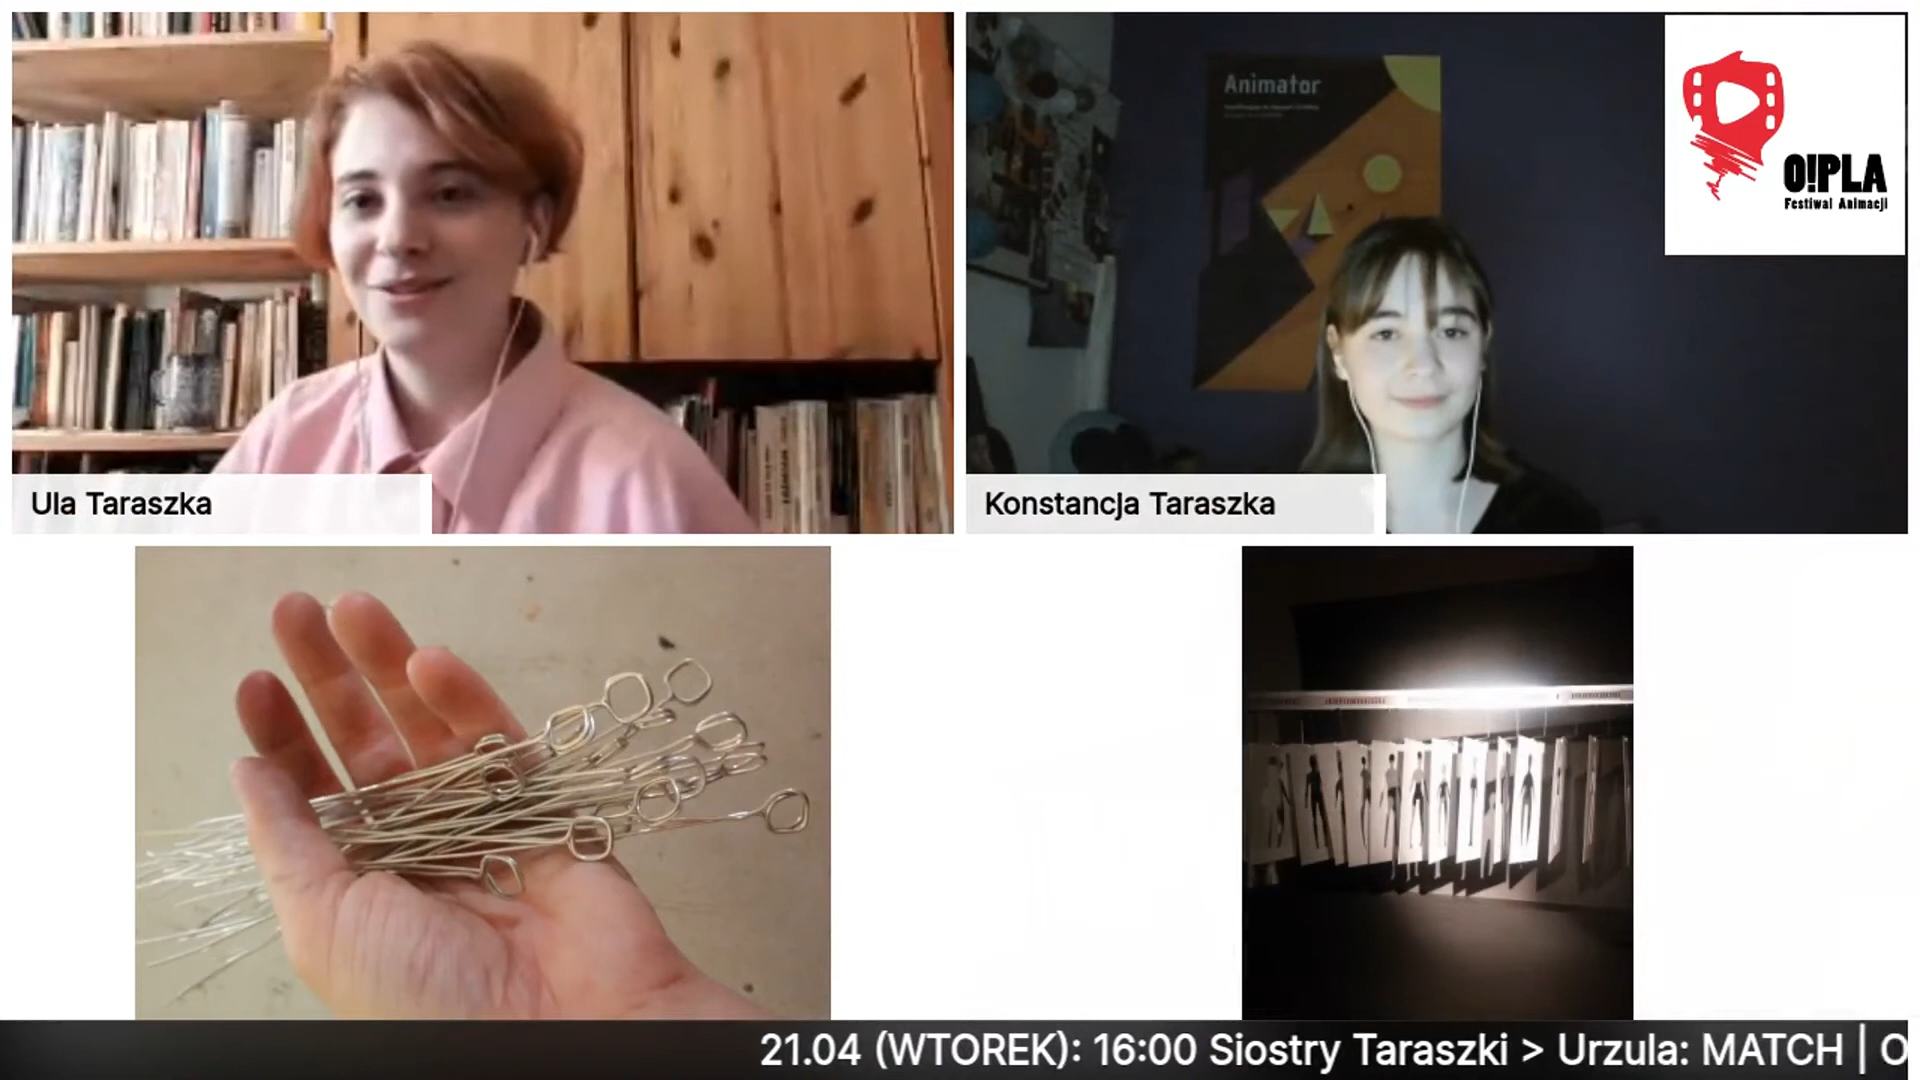 Animator
O!PLA
Festiwal Animacji
Ula Taraszka
Konstancja Taraszka
21.04 (WTOREK): 16:00 Siostry Taraszki > Urzula: MATCH | O